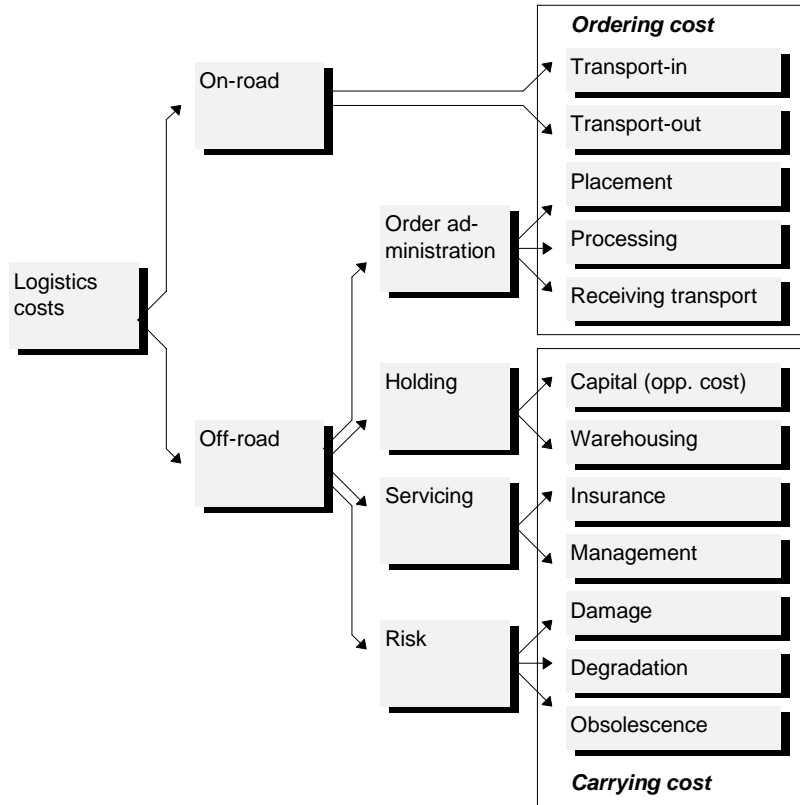 Ordering cost
On-road
Transport-in
Transport-out
Placement
Order ad-
ministration
Processing
Logistics
costs
Receiving transport
Holding
Capital (opp. cost)
Off-road
Warehousing
Servicing
Insurance
Management
Risk
Damage
Degradation
Obsolescence
Carrying cost